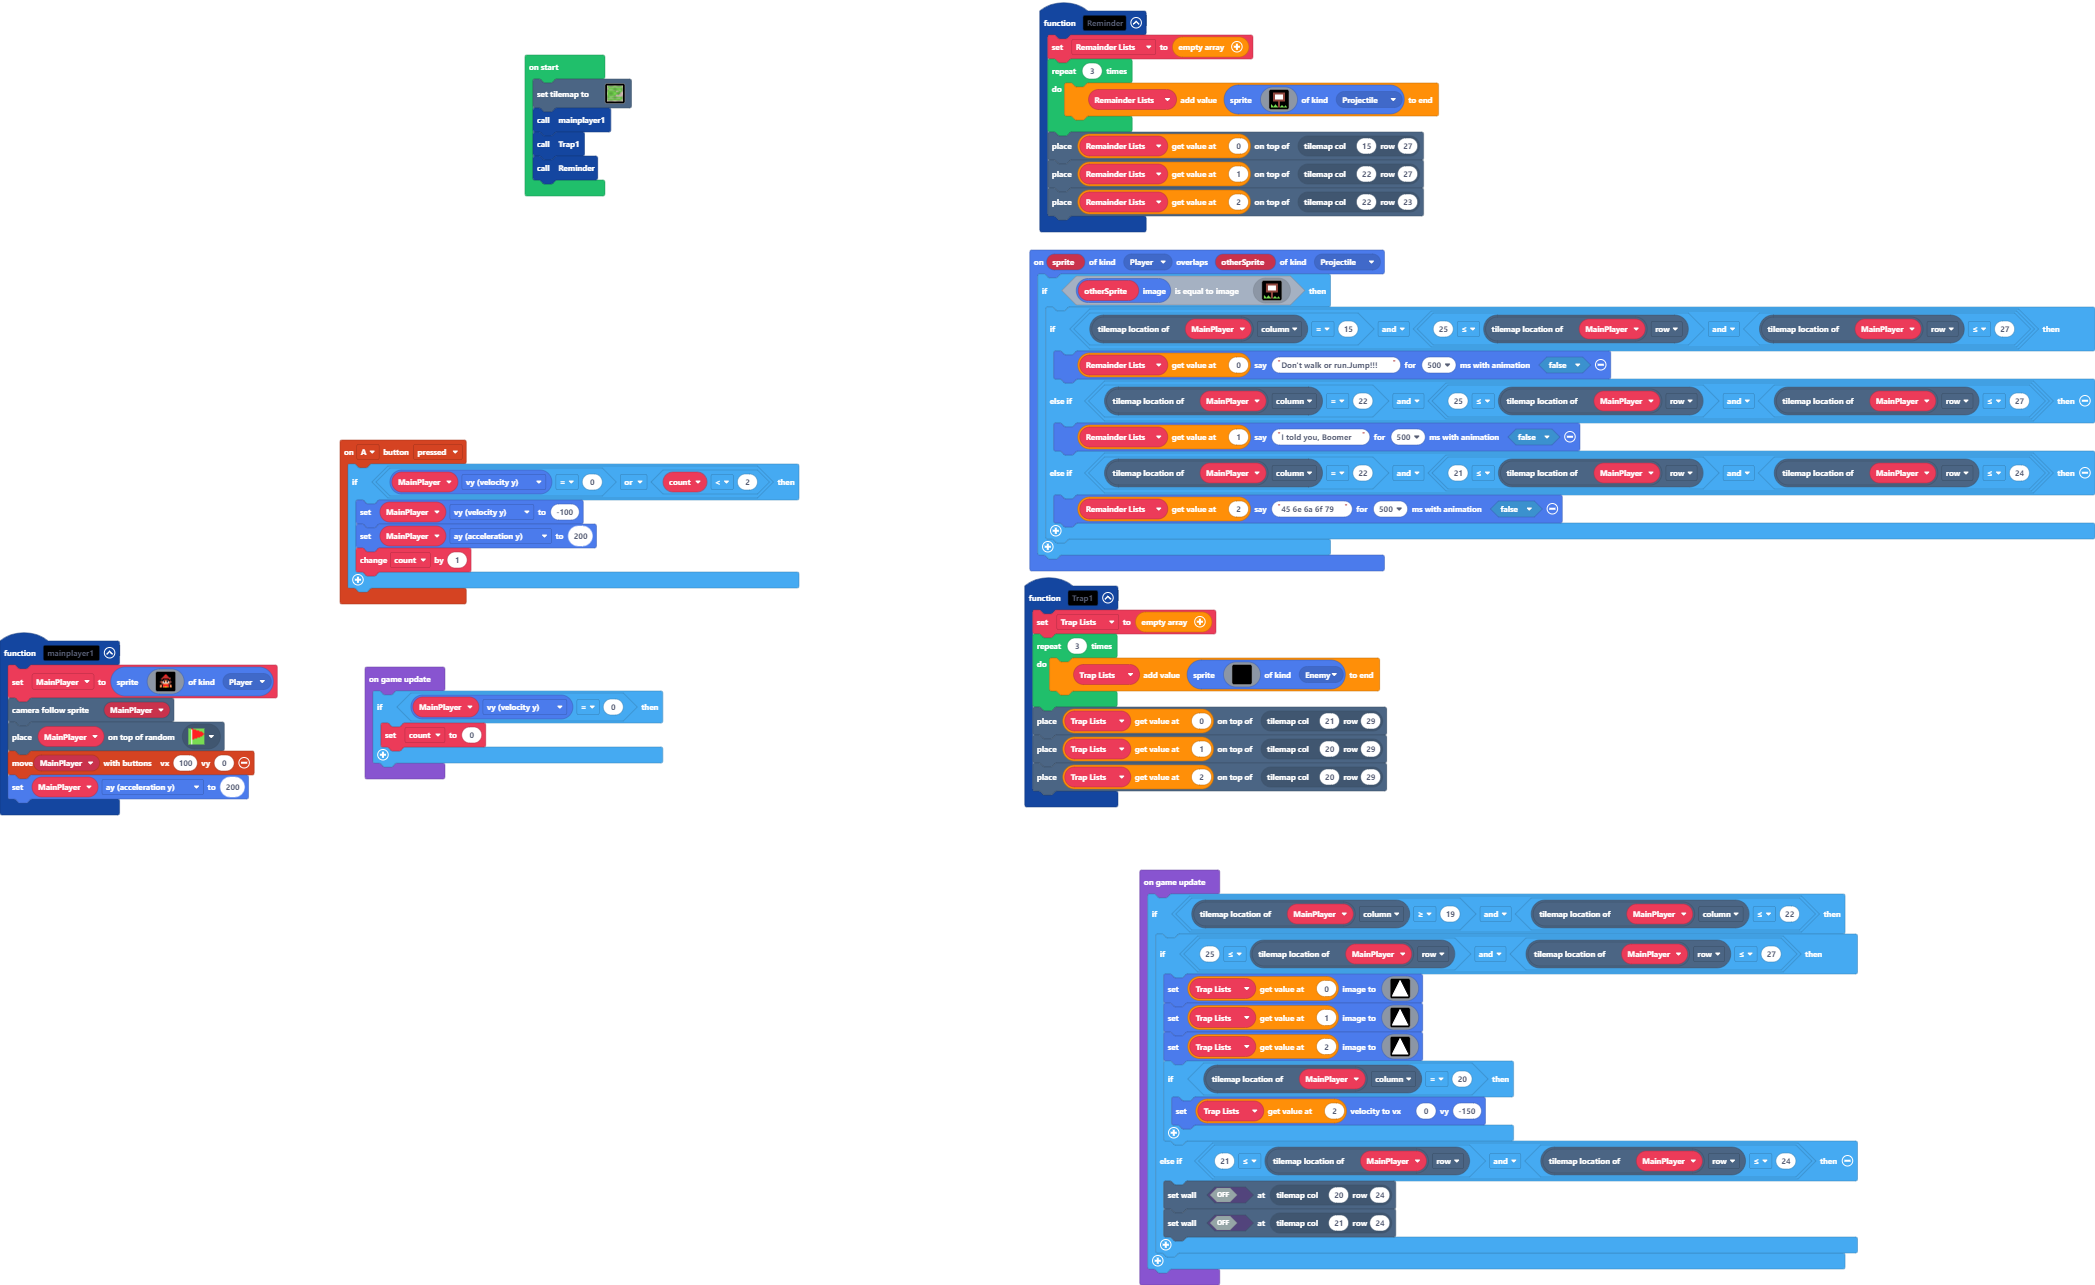 on start
set tilemap to
call mainplayer1
call Trap1
call Reminder
function Reminder
set Remainder Lists to empty array
repeat 3 times
do Remainder Lists add value sprite of kind Projectile to end
place Remainder Lists get value at 0 on top of tilemap col 15 row 27
place Remainder Lists get value at 1 on top of tilemap col 22 row 27
place Remainder Lists get value at 2 on top of tilemap col 22 row 23
on sprite of kind Player overlaps otherSprite of kind Projectile
if otherSprite image is equal to image then
if tilemap location of MainPlayer column = 15 and 25 ≤ tilemap location of MainPlayer row and tilemap location of MainPlayer row ≤ 27 then
Remainder Lists get value at 0 say "Don't walk or run.Jump!!!" for 500 ms with animation false
else if tilemap location of MainPlayer column = 22 and 25 ≤ tilemap location of MainPlayer row and tilemap location of MainPlayer row ≤ 27 then
Remainder Lists get value at 1 say "I told you, Boomer" for 500 ms with animation false
else if tilemap location of MainPlayer column = 22 and 21 ≤ tilemap location of MainPlayer row and tilemap location of MainPlayer row ≤ 24 then
Remainder Lists get value at 2 say "45 6e 6a 6f 79" for 500 ms with animation false
on A button pressed
if MainPlayer vy (velocity y) = 0 or count < 2 then
set MainPlayer vy (velocity y) to -100
set MainPlayer ay (acceleration y) to 200
change count by 1
function mainplayer1
set MainPlayer to sprite of kind Player
camera follow sprite MainPlayer
place MainPlayer on top of random
move MainPlayer with buttons vx 100 vy 0
set MainPlayer ay (acceleration y) to 200
on game update
if MainPlayer vy (velocity y) = 0 then
set count to 0
function Trap1
set Trap Lists to empty array
repeat 3 times
do Trap Lists add value sprite of kind Enemy to end
place Trap Lists get value at 0 on top of tilemap col 21 row 29
place Trap Lists get value at 1 on top of tilemap col 20 row 29
place Trap Lists get value at 2 on top of tilemap col 20 row 29
on game update
if tilemap location of MainPlayer column ≥ 19 and tilemap location of MainPlayer column ≤ 22 then
if 25 ≤ tilemap location of MainPlayer row and tilemap location of MainPlayer row ≤ 27 then
set Trap Lists get value at 0 image to
set Trap Lists get value at 1 image to
set Trap Lists get value at 2 image to
if tilemap location of MainPlayer column = 20 then
set Trap Lists get value at 2 velocity to vx 0 vy -150
else if 21 ≤ tilemap location of MainPlayer row and tilemap location of MainPlayer row ≤ 24 then
set wall OFF at tilemap col 20 row 24
set wall OFF at tilemap col 21 row 24